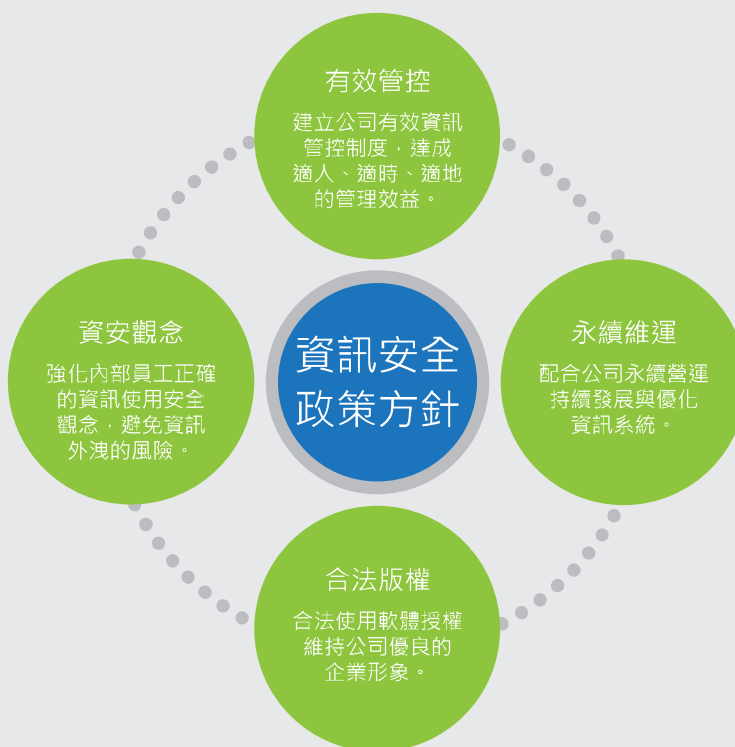 有效管控
建立公司有效資訊
管控制度，達成
適人、適時、適地
的管理效益。
資安觀念
強化內部員工正確
的資訊使用安全
觀念，避免資訊
外洩的風險。
資訊安全
政策方針
永續維運
配合公司永續營運
持續發展與優化
資訊系統。
合法版權
合法使用軟體授權
維持公司優良的
企業形象。